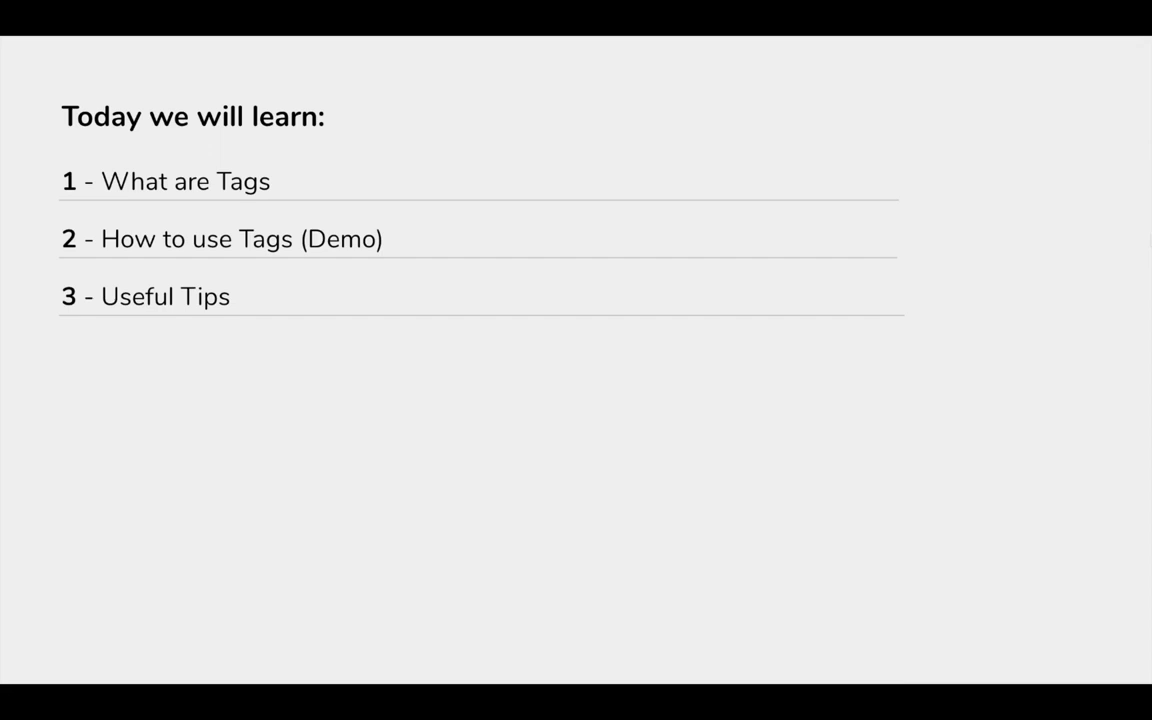 Today we will learn:
1 - What are Tags
2 - How to use Tags (Demo)
3 - Useful Tips